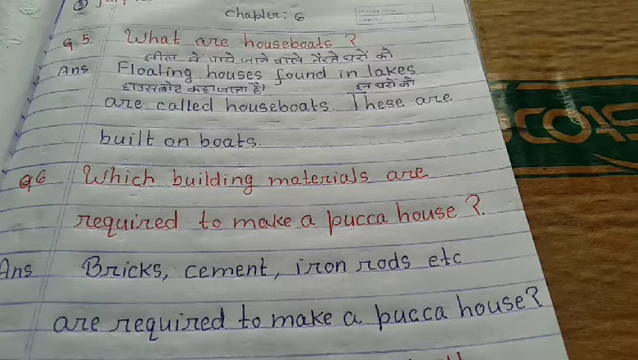 Chapter: 6
Q 5. What are houseboats ?
झील में पाये जाने वाले तैरते घरों को
Ans Floating houses found in lakes
हाउसबोट कहा जाता है। इन घरों को
are called houseboats. These are
built on boats.
Q6 Which building materials are
required to make a pucca house ?
Ans Bricks, cement, iron rods etc
are required to make a pucca house?
COAS